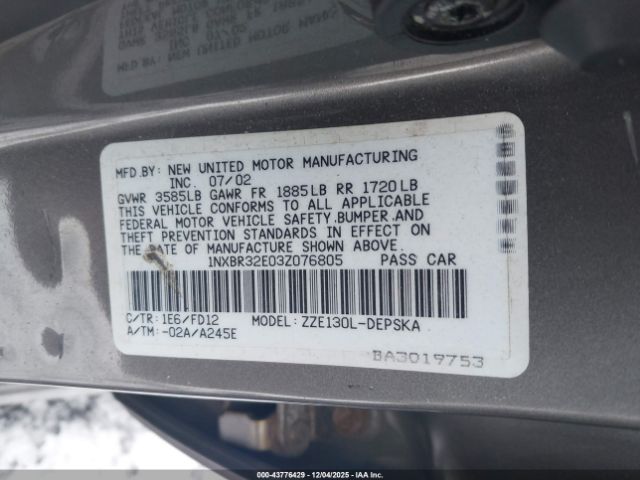 MFD.BY: NEW UNITED MOTOR MANUFACTURING
INC. 07/02
GVWR 3585LB GAWR FR 1885LB RR 1720LB
THIS VEHICLE CONFORMS TO ALL APPLICABLE
FEDERAL MOTOR VEHICLE SAFETY,BUMPER,AND
THEFT PREVENTION STANDARDS IN EFFECT ON
THE DATE OF MANUFACTURE SHOWN ABOVE.
1NXBR32E03Z076805 PASS CAR
C/TR: 1E6/FD12 MODEL: ZZE130L-DEPSKA
A/TM: -02A/A245E
BA3019753
000-43776429 - 12/04/2025 - IAA Inc.